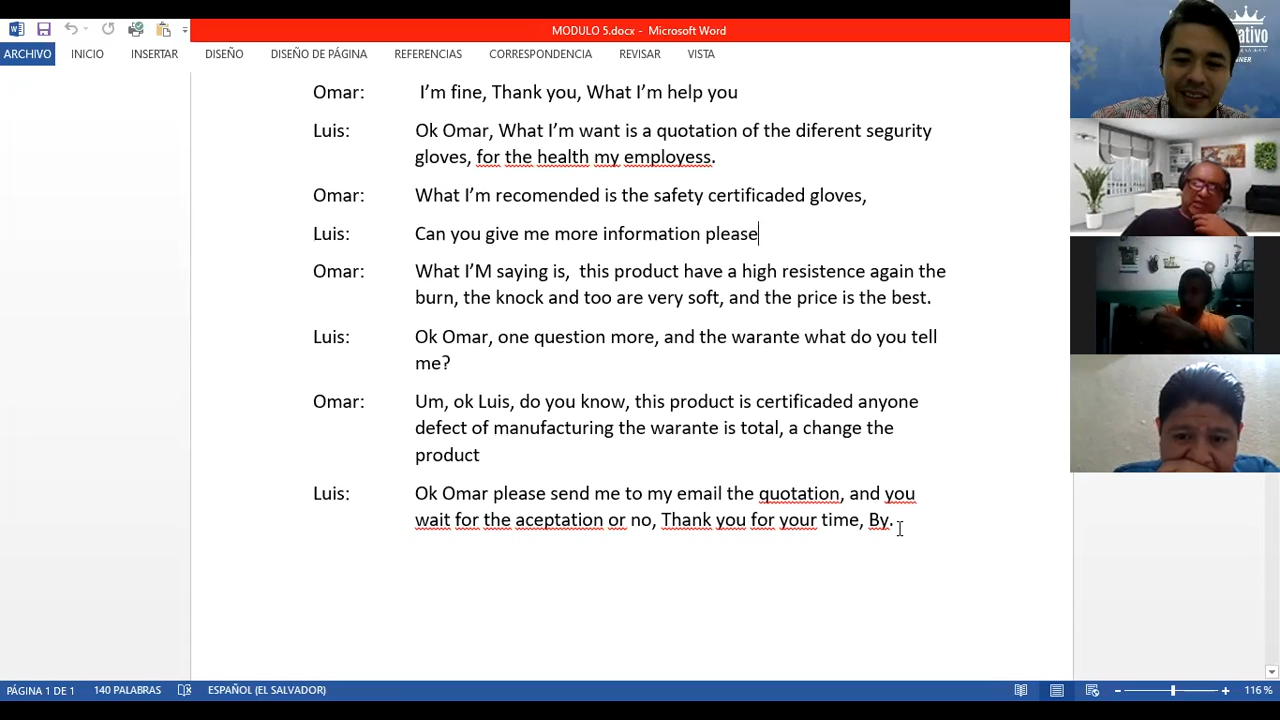 MODULO 5.docx - Microsoft Word
ARCHIVO INICIO INSERTAR DISEÑO DISEÑO DE PÁGINA REFERENCIAS CORRESPONDENCIA REVISAR VISTA
Omar: I’m fine, Thank you, What I’m help you
Luis: Ok Omar, What I’m want is a quotation of the diferent segurity
gloves, for the health my employess.
Omar: What I’m recomended is the safety certificaded gloves,
Luis: Can you give me more information please
Omar: What I’M saying is, this product have a high resistence again the
burn, the knock and too are very soft, and the price is the best.
Luis: Ok Omar, one question more, and the warante what do you tell
me?
Omar: Um, ok Luis, do you know, this product is certificaded anyone
defect of manufacturing the warante is total, a change the
product
Luis: Ok Omar please send me to my email the quotation, and you
wait for the aceptation or no, Thank you for your time, By.
PÁGINA 1 DE 1 140 PALABRAS ESPAÑOL (EL SALVADOR) 116 %